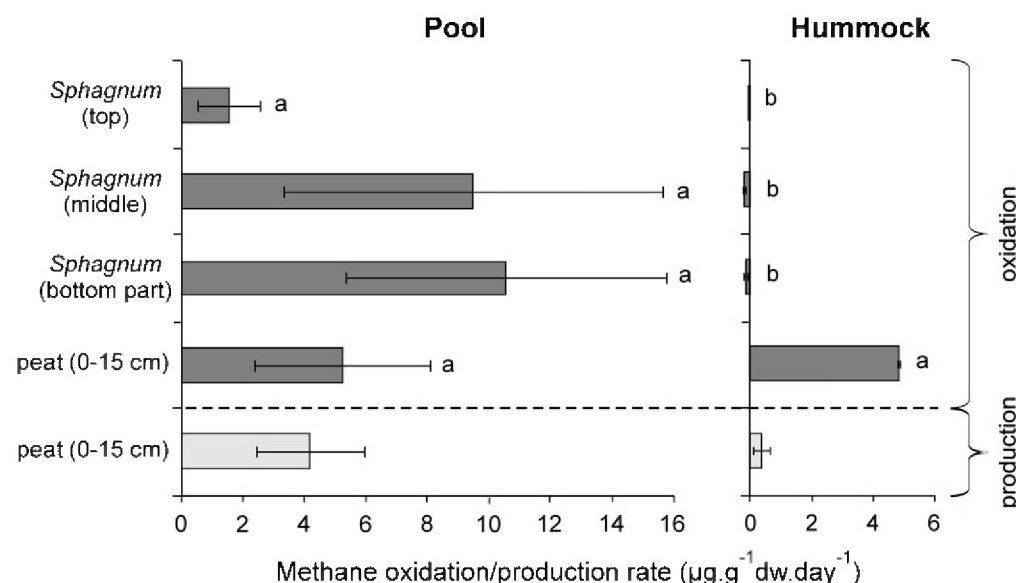 Pool Hummock
Sphagnum
(top)
a b
Sphagnum
(middle)
a b
Sphagnum
(bottom part)
a b
oxidation
peat (0-15 cm)
a a
peat (0-15 cm)
production
0 2 4 6 8 10 12 14 16 0 2 4 6
Methane oxidation/production rate (µg.g⁻¹dw.day⁻¹)